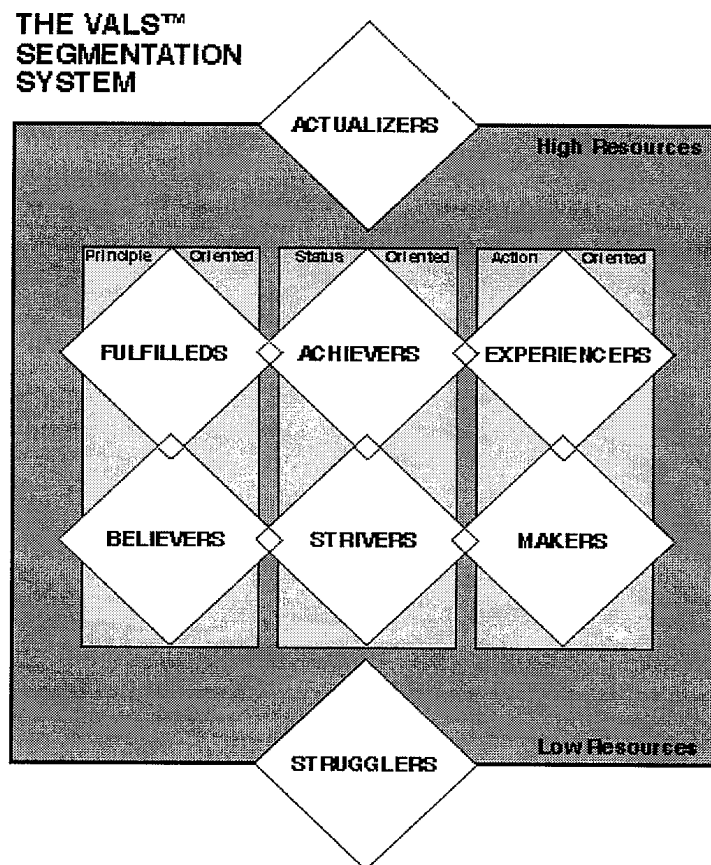 THE VALS™
SEGMENTATION
SYSTEM
ACTUALIZERS
High Resources
Principle Oriented Status Oriented Action Oriented
FULFILLEDS ACHIEVERS EXPERIENCERS
BELIEVERS STRIVERS MAKERS
Low Resources
STRUGGLERS